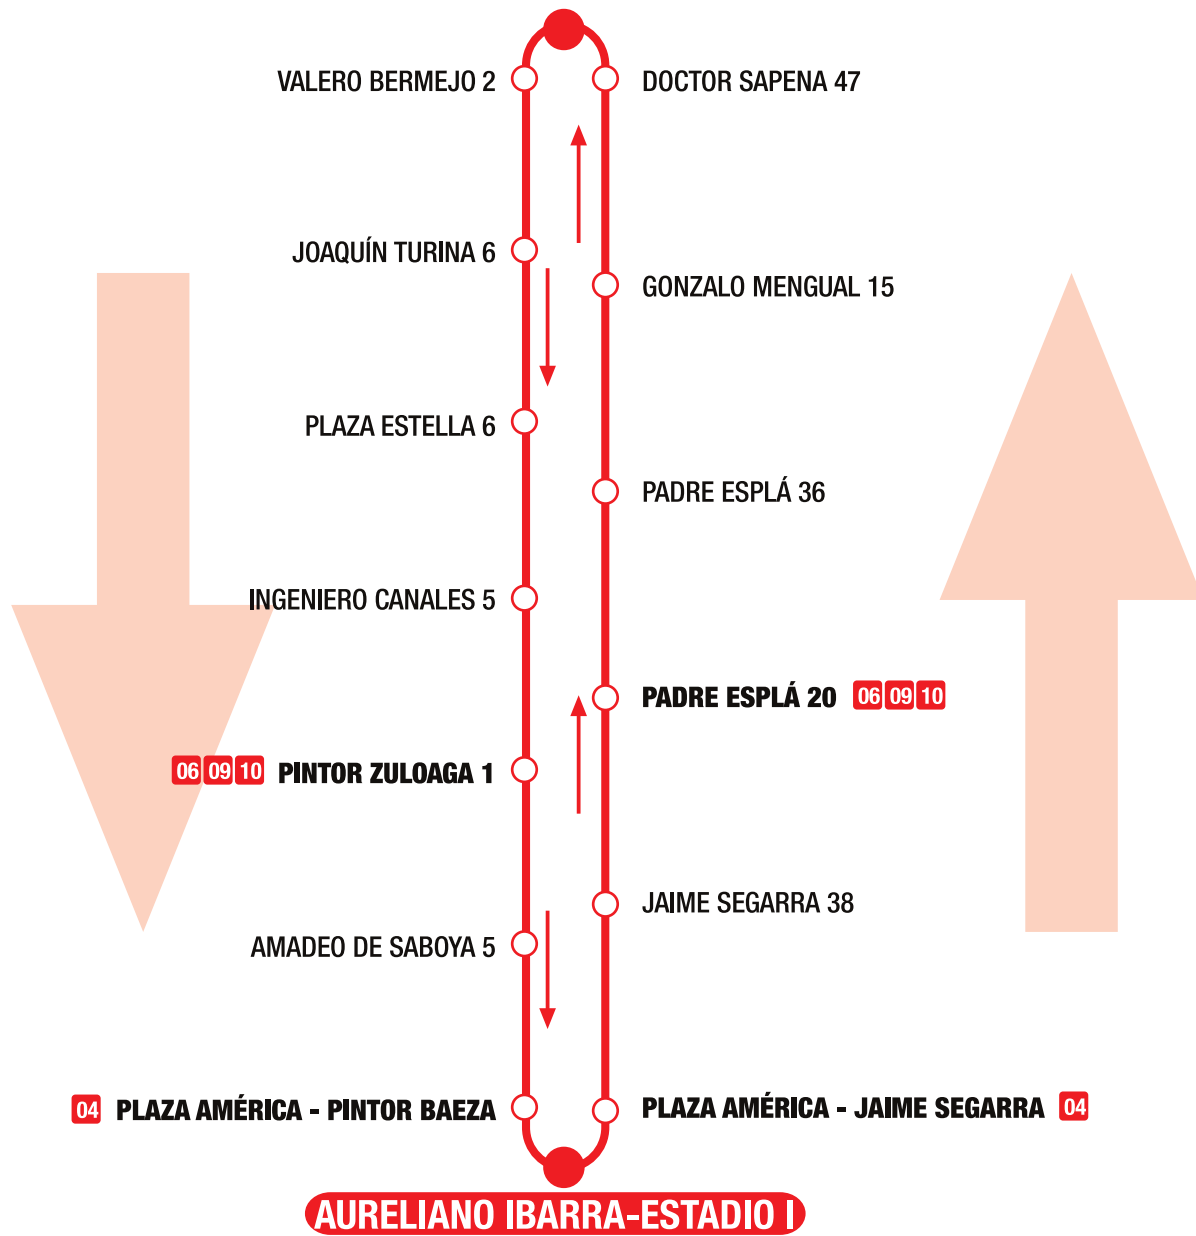 VALERO BERMEJO 2
DOCTOR SAPENA 47
JOAQUÍN TURINA 6
GONZALO MENGUAL 15
PLAZA ESTELLA 6
PADRE ESPLÁ 36
INGENIERO CANALES 5
PADRE ESPLÁ 20 06 09 10
06 09 10 PINTOR ZULOAGA 1
JAIME SEGARRA 38
AMADEO DE SABOYA 5
04 PLAZA AMÉRICA - PINTOR BAEZA
PLAZA AMÉRICA - JAIME SEGARRA 04
AURELIANO IBARRA-ESTADIO I